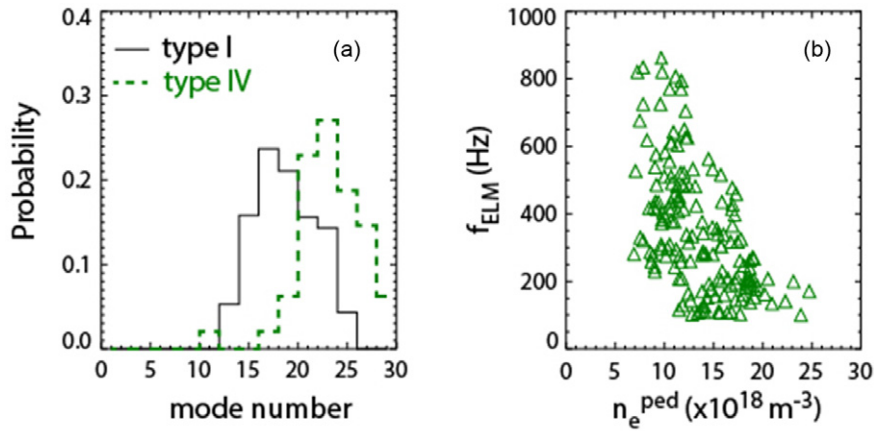 0.4
0.3
0.2
0.1
0.0
Probability
type I
type IV
(a)
0 5 10 15 20 25 30
mode number
1000
800
600
400
200
0
f_ELM (Hz)
(b)
0 5 10 15 20 25 30
n_e^ped (x10^18 m^-3)